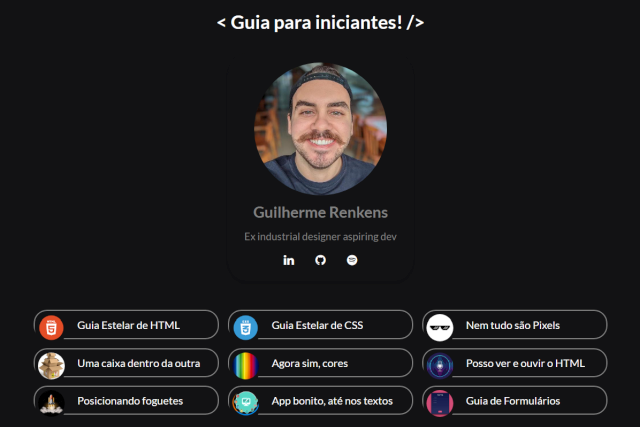 < Guia para iniciantes! />
Guilherme Renkens
Ex industrial designer aspiring dev
Guia Estelar de HTML
Guia Estelar de CSS
Nem tudo são Pixels
Uma caixa dentro da outra
Agora sim, cores
Posso ver e ouvir o HTML
Posicionando foguetes
App bonito, até nos textos
Guia de Formulários